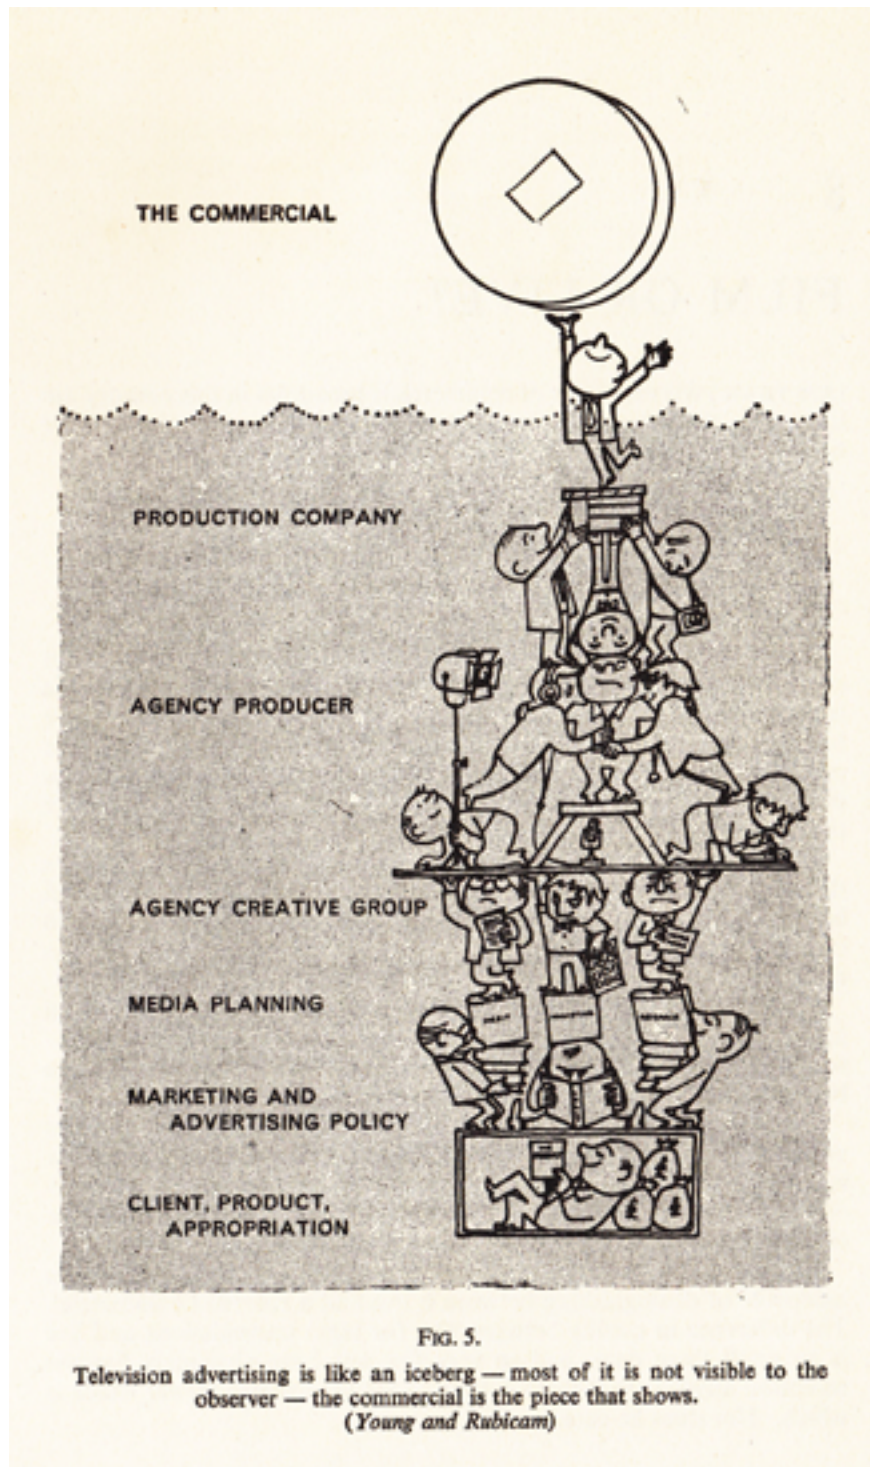 THE COMMERCIAL
PRODUCTION COMPANY
AGENCY PRODUCER
AGENCY CREATIVE GROUP
MEDIA PLANNING
MARKETING AND
ADVERTISING POLICY
CLIENT, PRODUCT,
APPROPRIATION
£ £ £
FIG. 5.
Television advertising is like an iceberg — most of it is not visible to the
observer — the commercial is the piece that shows.
(Young and Rubicam)